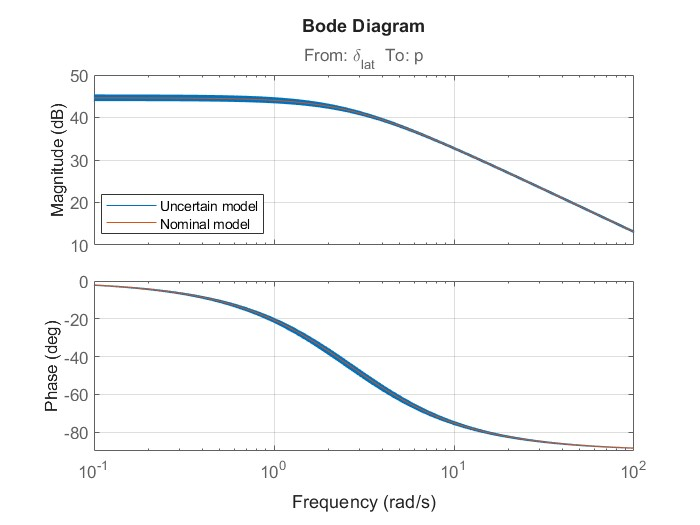 Bode Diagram
From: δ_lat To: p
50
40
30
20
10
Magnitude (dB)
Uncertain model
Nominal model
0
-20
-40
-60
-80
Phase (deg)
10^-1
10^0
10^1
10^2
Frequency (rad/s)